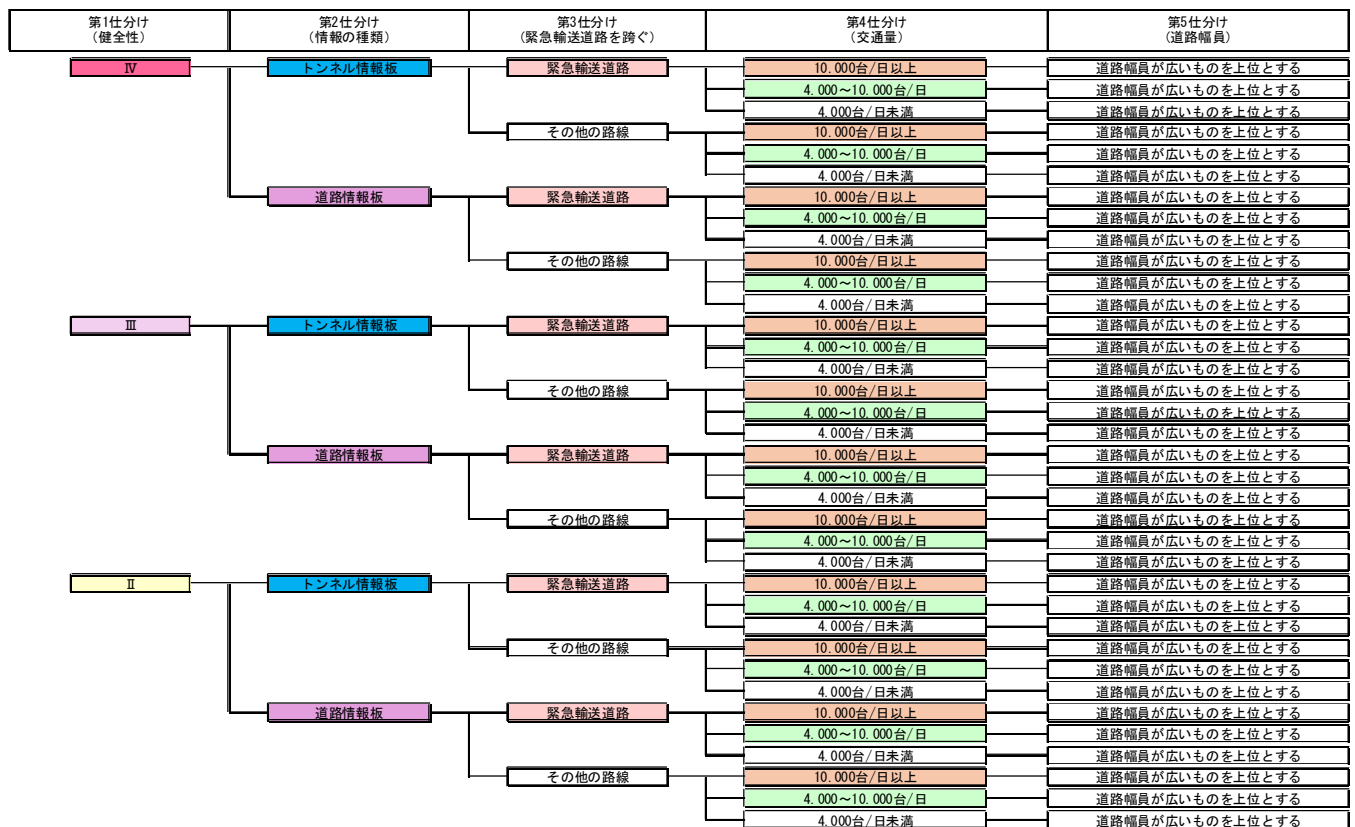 第1仕分け 第2仕分け 第3仕分け 第4仕分け 第5仕分け
(健全性) (情報の種類) (緊急輸送道路を跨ぐ) (交通量) (道路幅員)
Ⅳ トンネル情報板 緊急輸送道路 10.000台/日以上 道路幅員が広いものを上位とする
4.000～10.000台/日 道路幅員が広いものを上位とする
4.000台/日未満 道路幅員が広いものを上位とする
その他の路線 10.000台/日以上 道路幅員が広いものを上位とする
4.000～10.000台/日 道路幅員が広いものを上位とする
4.000台/日未満 道路幅員が広いものを上位とする
道路情報板 緊急輸送道路 10.000台/日以上 道路幅員が広いものを上位とする
4.000～10.000台/日 道路幅員が広いものを上位とする
4.000台/日未満 道路幅員が広いものを上位とする
その他の路線 10.000台/日以上 道路幅員が広いものを上位とする
4.000～10.000台/日 道路幅員が広いものを上位とする
4.000台/日未満 道路幅員が広いものを上位とする
Ⅲ トンネル情報板 緊急輸送道路 10.000台/日以上 道路幅員が広いものを上位とする
4.000～10.000台/日 道路幅員が広いものを上位とする
4.000台/日未満 道路幅員が広いものを上位とする
その他の路線 10.000台/日以上 道路幅員が広いものを上位とする
4.000～10.000台/日 道路幅員が広いものを上位とする
4.000台/日未満 道路幅員が広いものを上位とする
道路情報板 緊急輸送道路 10.000台/日以上 道路幅員が広いものを上位とする
4.000～10.000台/日 道路幅員が広いものを上位とする
4.000台/日未満 道路幅員が広いものを上位とする
その他の路線 10.000台/日以上 道路幅員が広いものを上位とする
4.000～10.000台/日 道路幅員が広いものを上位とする
4.000台/日未満 道路幅員が広いものを上位とする
Ⅱ トンネル情報板 緊急輸送道路 10.000台/日以上 道路幅員が広いものを上位とする
4.000～10.000台/日 道路幅員が広いものを上位とする
4.000台/日未満 道路幅員が広いものを上位とする
その他の路線 10.000台/日以上 道路幅員が広いものを上位とする
4.000～10.000台/日 道路幅員が広いものを上位とする
4.000台/日未満 道路幅員が広いものを上位とする
道路情報板 緊急輸送道路 10.000台/日以上 道路幅員が広いものを上位とする
4.000～10.000台/日 道路幅員が広いものを上位とする
4.000台/日未満 道路幅員が広いものを上位とする
その他の路線 10.000台/日以上 道路幅員が広いものを上位とする
4.000～10.000台/日 道路幅員が広いものを上位とする
4.000台/日未満 道路幅員が広いものを上位とする